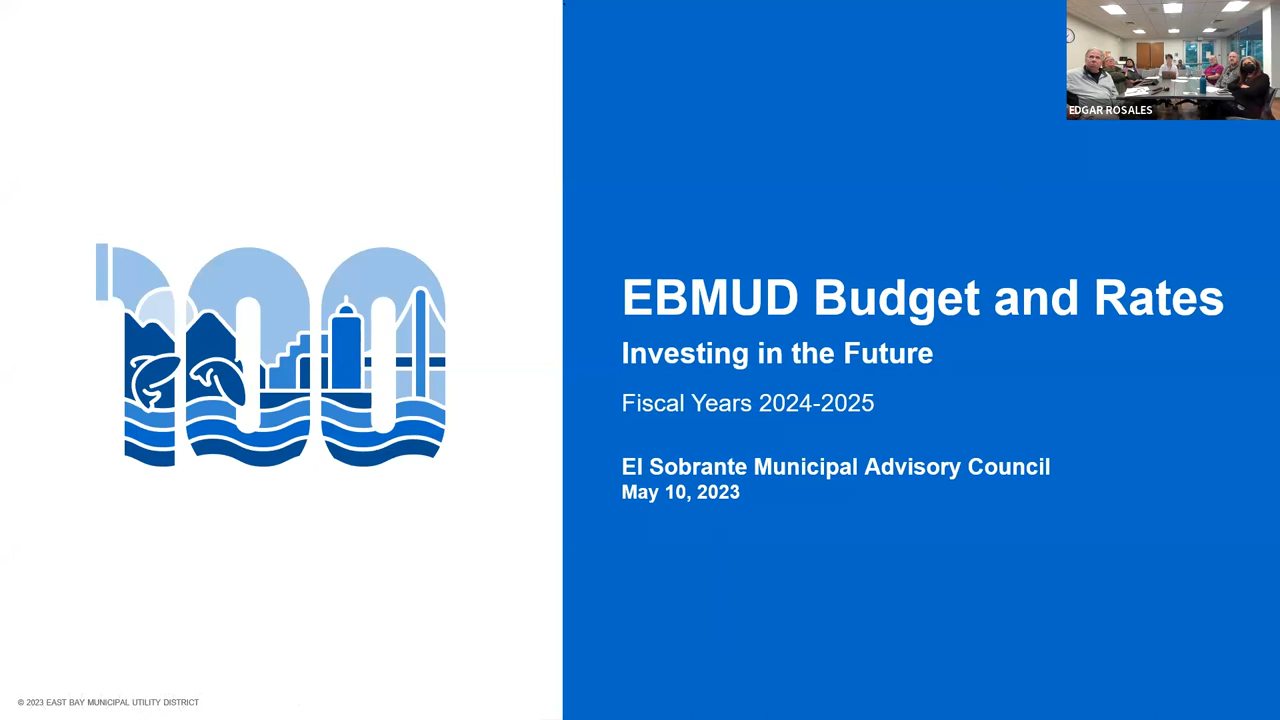 EDGAR ROSALES
100
EBMUD Budget and Rates
Investing in the Future
Fiscal Years 2024-2025
El Sobrante Municipal Advisory Council
May 10, 2023
© 2023 EAST BAY MUNICIPAL UTILITY DISTRICT